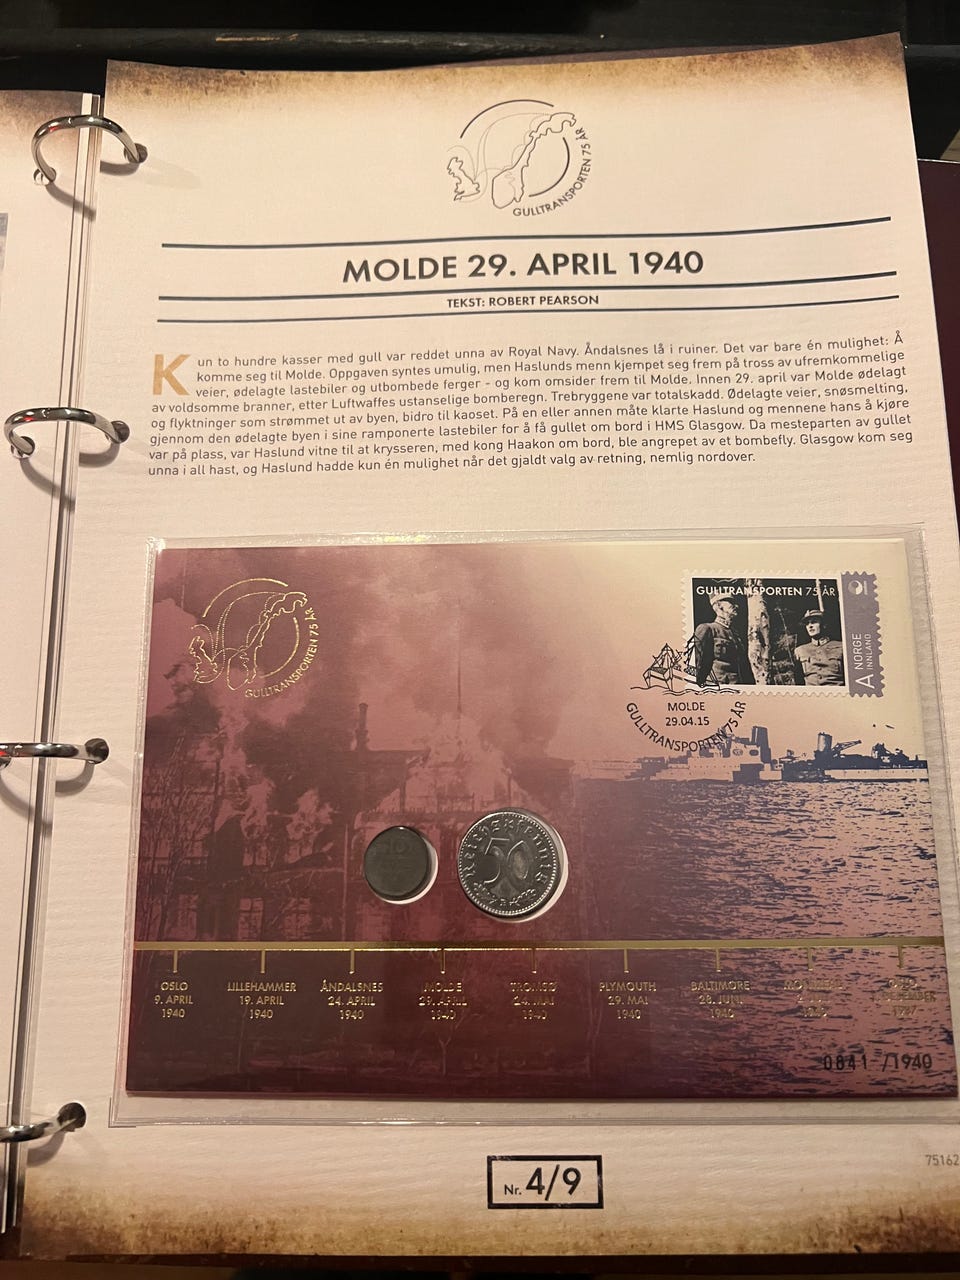 GULLTRANSPORTEN 75 ÅR
MOLDE 29. APRIL 1940
TEKST: ROBERT PEARSON
Kun to hundre kasser med gull var reddet unna av Royal Navy. Åndalsnes lå i ruiner. Det var bare én mulighet: Å
komme seg til Molde. Oppgaven syntes umulig, men Haslunds menn kjempet seg frem på tross av ufremkommelige
veier, ødelagte lastebiler og utbombede ferger - og kom omsider frem til Molde. Innen 29. april var Molde ødelagt
av voldsomme branner, etter Luftwaffes ustanselige bomberegn. Trebryggene var totalskadd. Ødelagte veier, snøsmelting,
og flyktninger som strømmet ut av byen, bidro til kaoset. På en eller annen måte klarte Haslund og mennene hans å kjøre
gjennom den ødelagte byen i sine ramponerte lastebiler for å få gullet om bord i HMS Glasgow. Da mesteparten av gullet
var på plass, var Haslund vitne til at krysseren, med kong Haakon om bord, ble angrepet av et bombefly. Glasgow kom seg
unna i all hast, og Haslund hadde kun én mulighet når det gjaldt valg av retning, nemlig nordover.
GULLTRANSPORTEN 75 ÅR
GULLTRANSPORTEN 75 ÅR
A NORGE
INNLAND
MOLDE
29.04.15
GULLTRANSPORTEN 75 ÅR
Reichspfennig
50
OSLO
9. APRIL
1940
LILLEHAMMER
19. APRIL
1940
ÅNDALSNES
24. APRIL
1940
MOLDE
29. APRIL
1940
TROMSØ
24. MAI
1940
PLYMOUTH
29. MAI
1940
BALTIMORE
28. JUNI
1940
0841 /1940
Nr. 4/9
75162